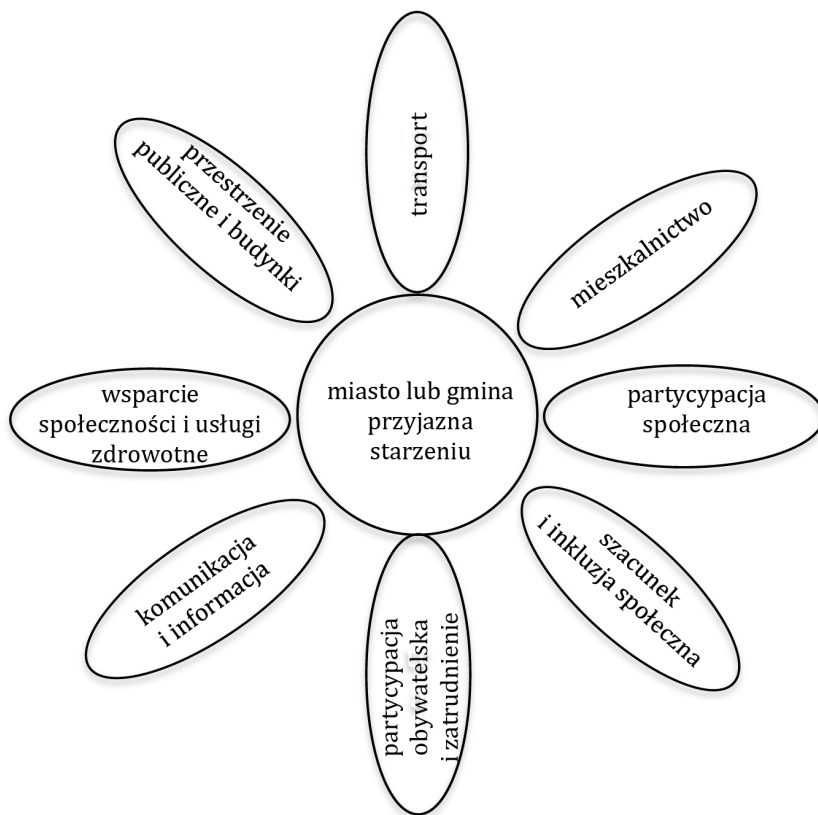 transport
przestrzenie
publiczne i budynki
mieszkalnictwo
wsparcie
społeczności i usługi
zdrowotne
miasto lub gmina
przyjazna
starzeniu
partycypacja
społeczna
komunikacja
i informacja
partycypacja
obywatelska
i zatrudnienie
szacunek
i inkluzja społeczna